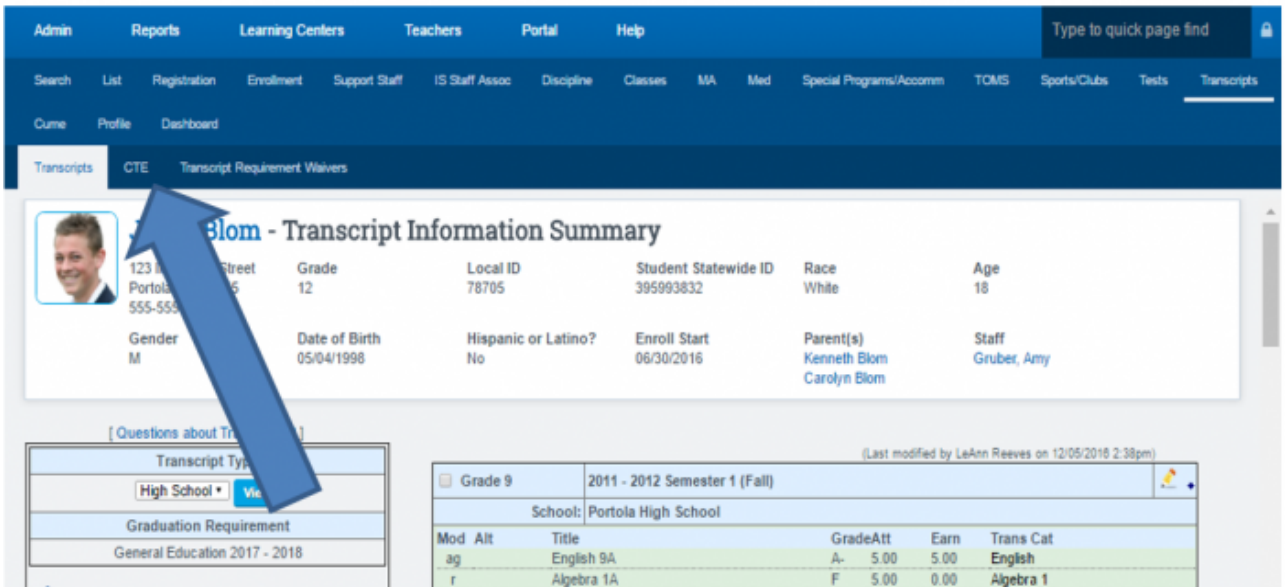 Admin Reports Learning Centers Teachers Portal Help Type to quick page find
Search List Registration Enrollment Support Staff IS Staff Assoc Discipline Classes MA Med Special Programs/Accomm TOMS Sports/Clubs Tests Transcripts
Cume Profile Dashboard
Transcripts CTE Transcript Requirement Waivers
Blom - Transcript Information Summary
123 Street Grade Local ID Student Statewide ID Race Age
12 78705 395993832 White 18
Gender Date of Birth Hispanic or Latino? Enroll Start Parent(s) Staff
M 05/04/1998 No 06/30/2016 Kenneth Blom Gruber, Amy
Carolyn Blom
[ Questions about ]
(Last modified by LeAnn Reeves on 12/05/2016 2:38pm)
Transcript
High School
Graduation Requirement
General Education 2017 - 2018
Grade 9 2011 - 2012 Semester 1 (Fall)
School: Portola High School
Mod Alt Title GradeAtt Earn Trans Cat
ag English 9A A- 5.00 5.00 English
r Algebra 1A F 5.00 0.00 Algebra 1